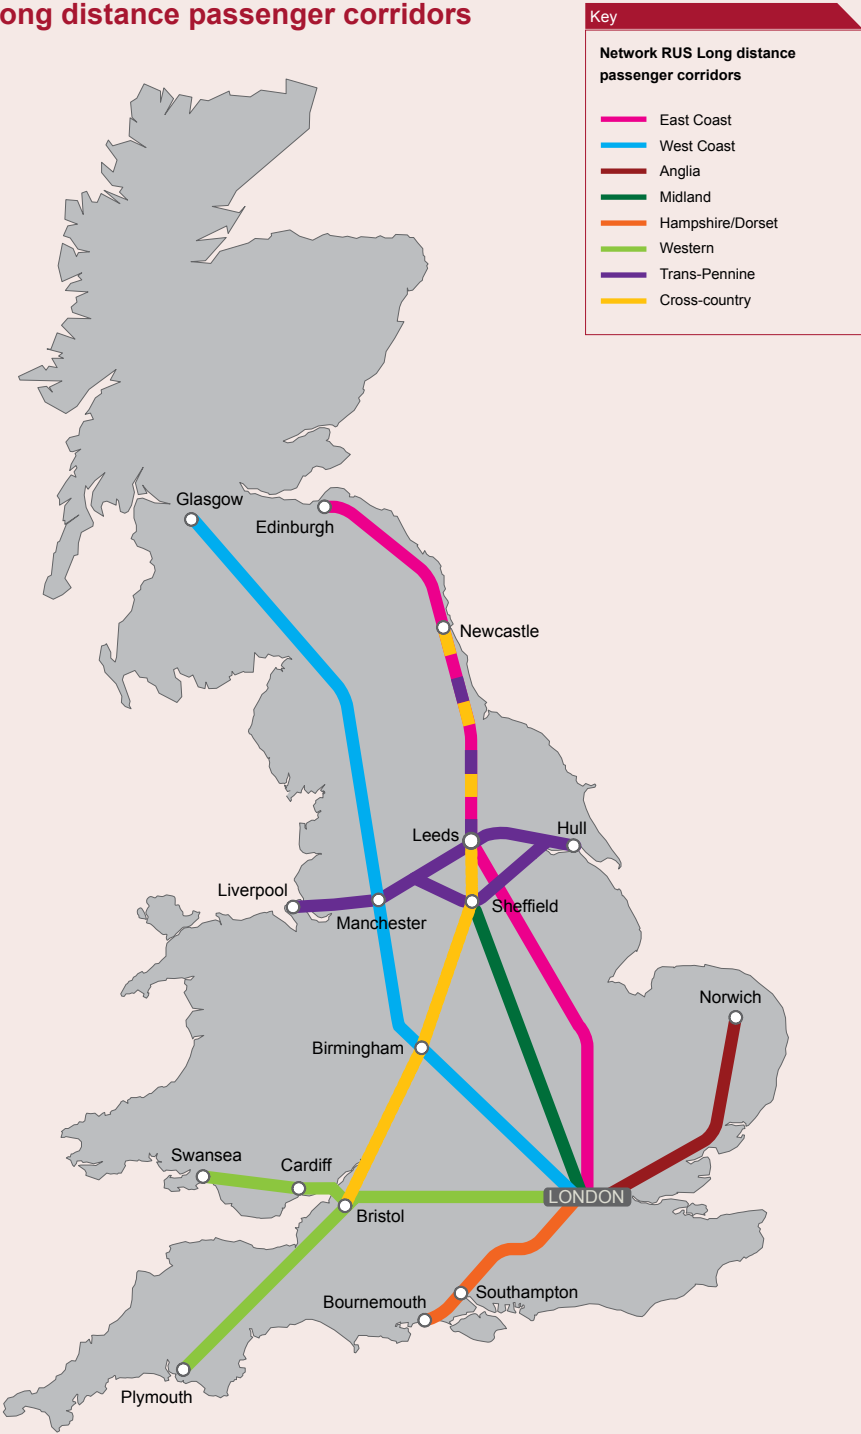 ong distance passenger corridors
Key
Network RUS Long distance
passenger corridors
East Coast
West Coast
Anglia
Midland
Hampshire/Dorset
Western
Trans-Pennine
Cross-country
Glasgow
Edinburgh
Newcastle
Leeds
Hull
Liverpool
Manchester
Sheffield
Norwich
Birmingham
Swansea
Cardiff
LONDON
Bristol
Southampton
Bournemouth
Plymouth